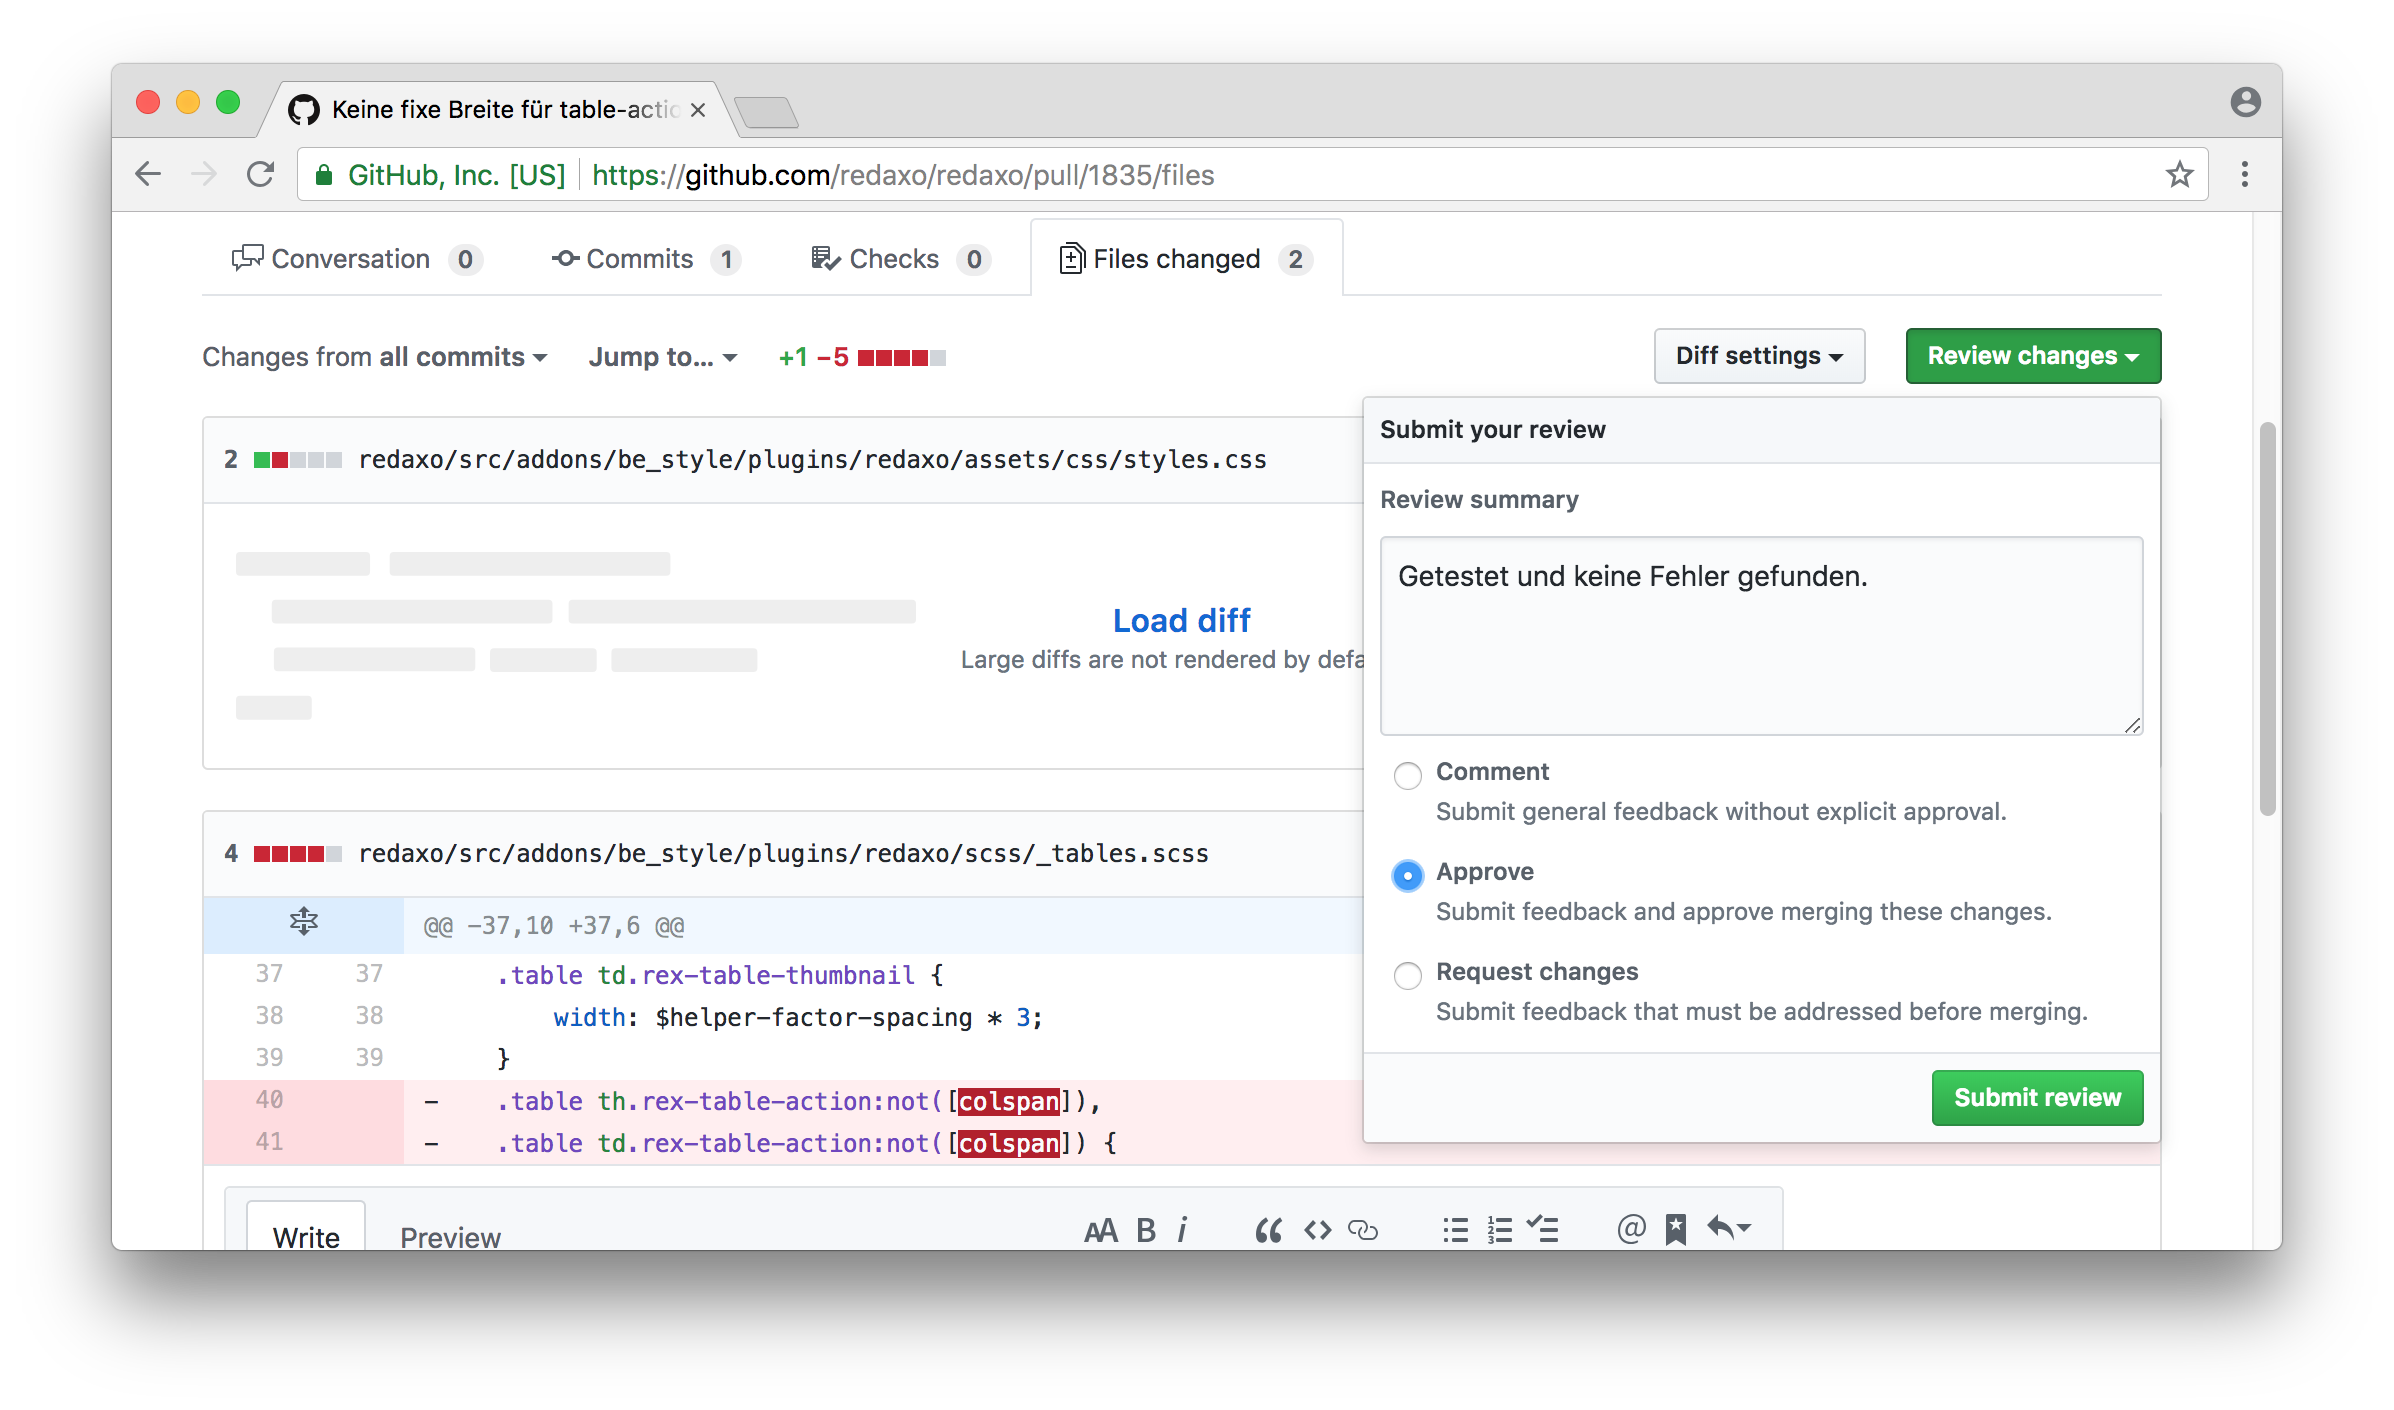 Keine fixe Breite für table-actio
GitHub, Inc. [US] https://github.com/redaxo/redaxo/pull/1835/files
Conversation 0 Commits 1 Checks 0 Files changed 2
Changes from all commits Jump to... +1 −5 Diff settings Review changes
Submit your review
2 redaxo/src/addons/be_style/plugins/redaxo/assets/css/styles.css
Review summary
Getestet und keine Fehler gefunden.
Load diff
Large diffs are not rendered by defa
Comment
Submit general feedback without explicit approval.
4 redaxo/src/addons/be_style/plugins/redaxo/scss/_tables.scss
Approve
Submit feedback and approve merging these changes.
@@ -37,10 +37,6 @@
37 37 .table td.rex-table-thumbnail {
Request changes
38 38 width: $helper-factor-spacing * 3;
Submit feedback that must be addressed before merging.
39 39 }
40 - .table th.rex-table-action:not([colspan]),
Submit review
41 - .table td.rex-table-action:not([colspan]) {
Write Preview